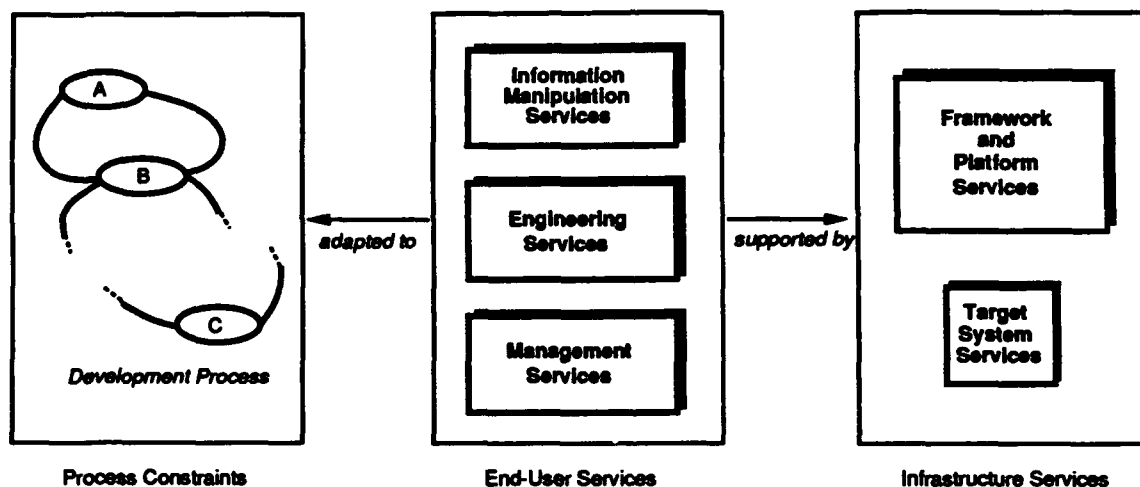 A
B
C
Development Process
Process Constraints
adapted to
Information
Manipulation
Services
Engineering
Services
Management
Services
End-User Services
supported by
Framework
and
Platform
Services
Target
System
Services
Infrastructure Services